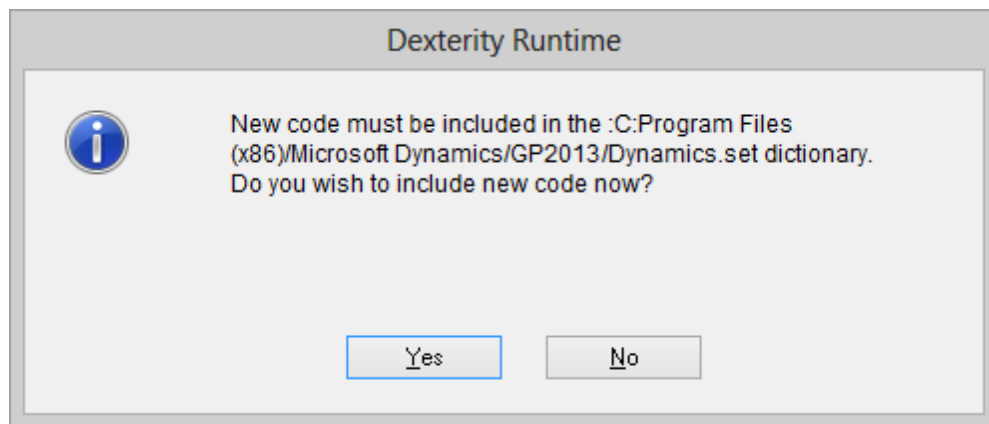 Dexterity Runtime
New code must be included in the :C:Program Files
(x86)/Microsoft Dynamics/GP2013/Dynamics.set dictionary.
Do you wish to include new code now?
Yes
No